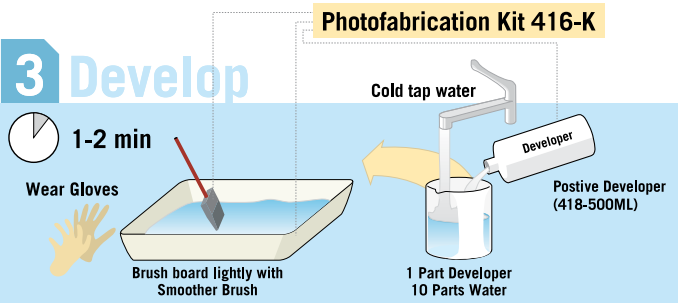 Photofabrication Kit 416-K
3 Develop
Cold tap water
1-2 min
Developer
Wear Gloves
Postive Developer
(418-500ML)
Brush board lightly with
Smoother Brush
1 Part Developer
10 Parts Water